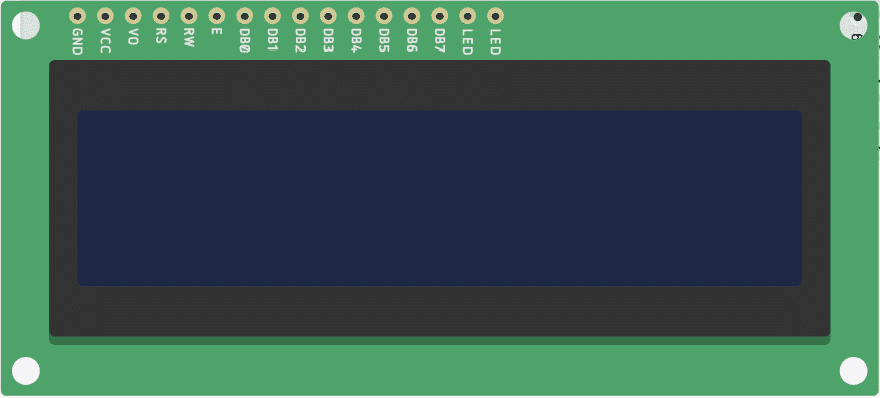 GND VCC VO RS RW E DB0 DB1 DB2 DB3 DB4 DB5 DB6 DB7 LED LED